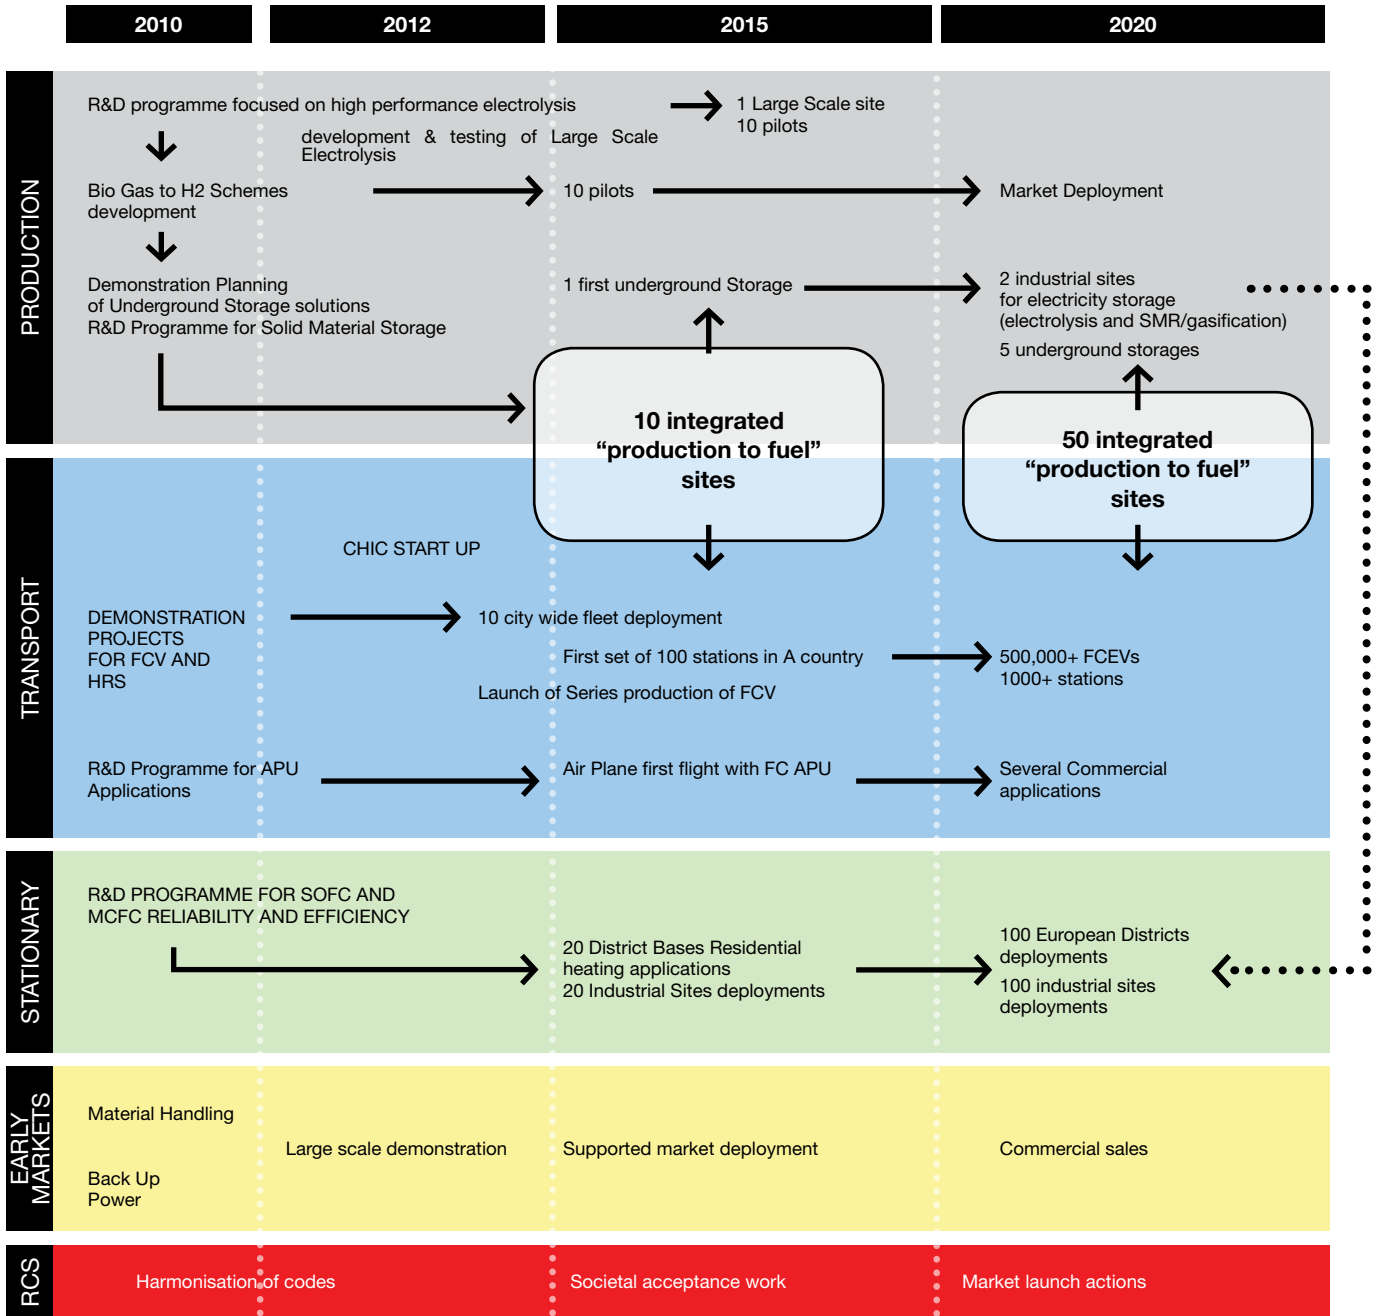 2010
2012
2015
2020
PRODUCTION
R&D programme focused on high performance electrolysis
1 Large Scale site
10 pilots
development & testing of Large Scale
Electrolysis
Bio Gas to H2 Schemes
development
10 pilots
Market Deployment
Demonstration Planning
of Underground Storage solutions
R&D Programme for Solid Material Storage
1 first underground Storage
2 industrial sites
for electricity storage
(electrolysis and SMR/gasification)
5 underground storages
10 integrated
“production to fuel”
sites
50 integrated
“production to fuel”
sites
TRANSPORT
CHIC START UP
DEMONSTRATION
PROJECTS
FOR FCV AND
HRS
10 city wide fleet deployment
First set of 100 stations in A country
500,000+ FCEVs
1000+ stations
Launch of Series production of FCV
R&D Programme for APU
Applications
Air Plane first flight with FC APU
Several Commercial
applications
STATIONARY
R&D PROGRAMME FOR SOFC AND
MCFC RELIABILITY AND EFFICIENCY
20 District Bases Residential
heating applications
20 Industrial Sites deployments
100 European Districts
deployments
100 industrial sites
deployments
EARLY
MARKETS
Material Handling
Back Up
Power
Large scale demonstration
Supported market deployment
Commercial sales
RCS
Harmonisation of codes
Societal acceptance work
Market launch actions